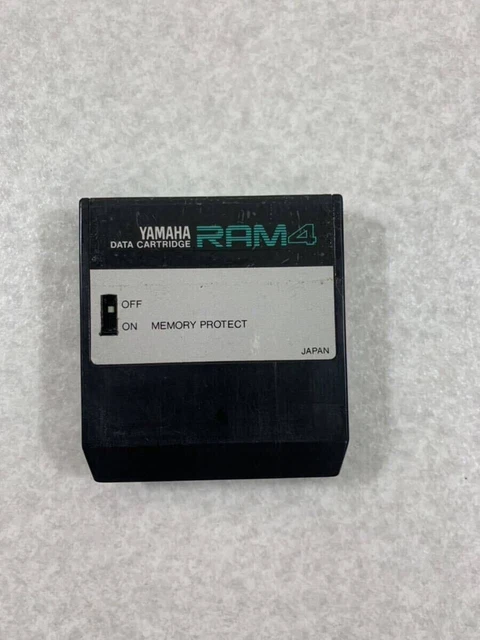 YAMAHA
DATA CARTRIDGE RAM4
OFF
ON MEMORY PROTECT
JAPAN